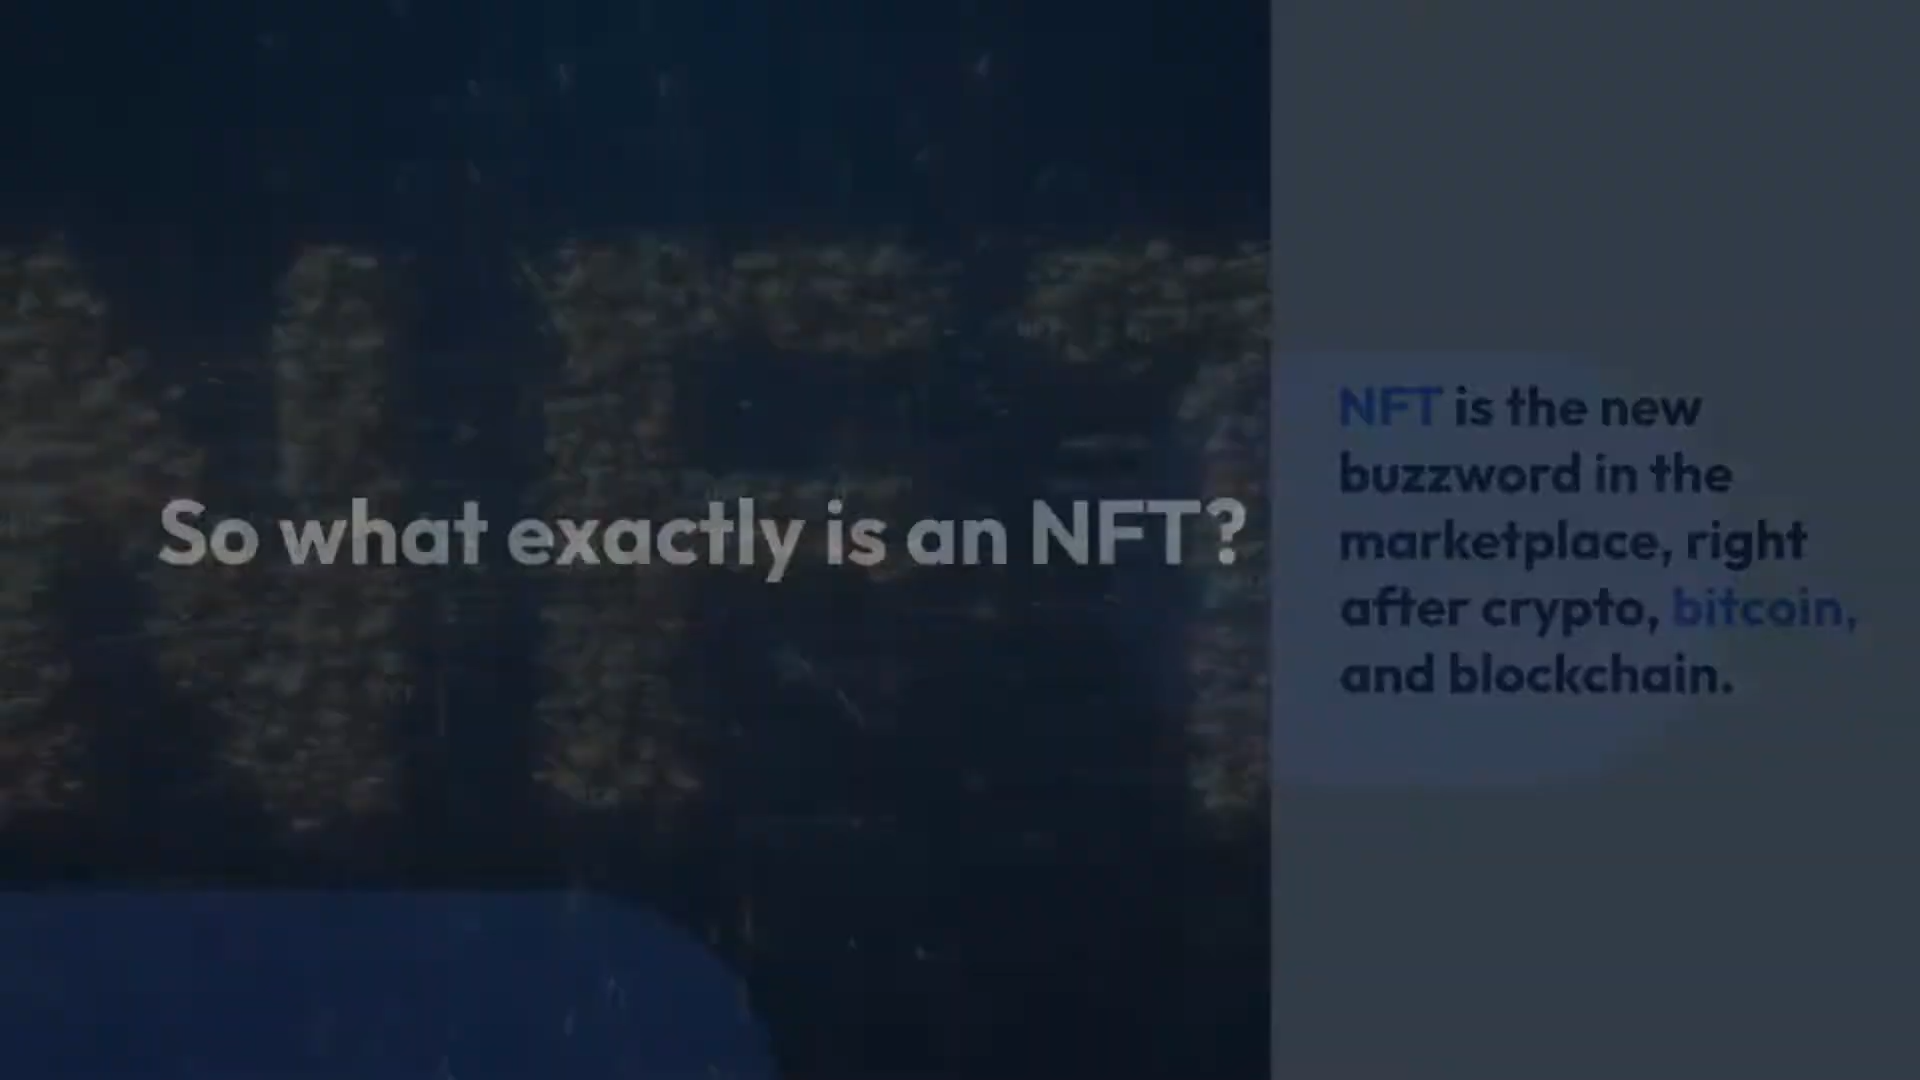 NFT
So what exactly is an NFT?
NFT is the new
buzzword in the
marketplace, right
after crypto, bitcoin,
and blockchain.